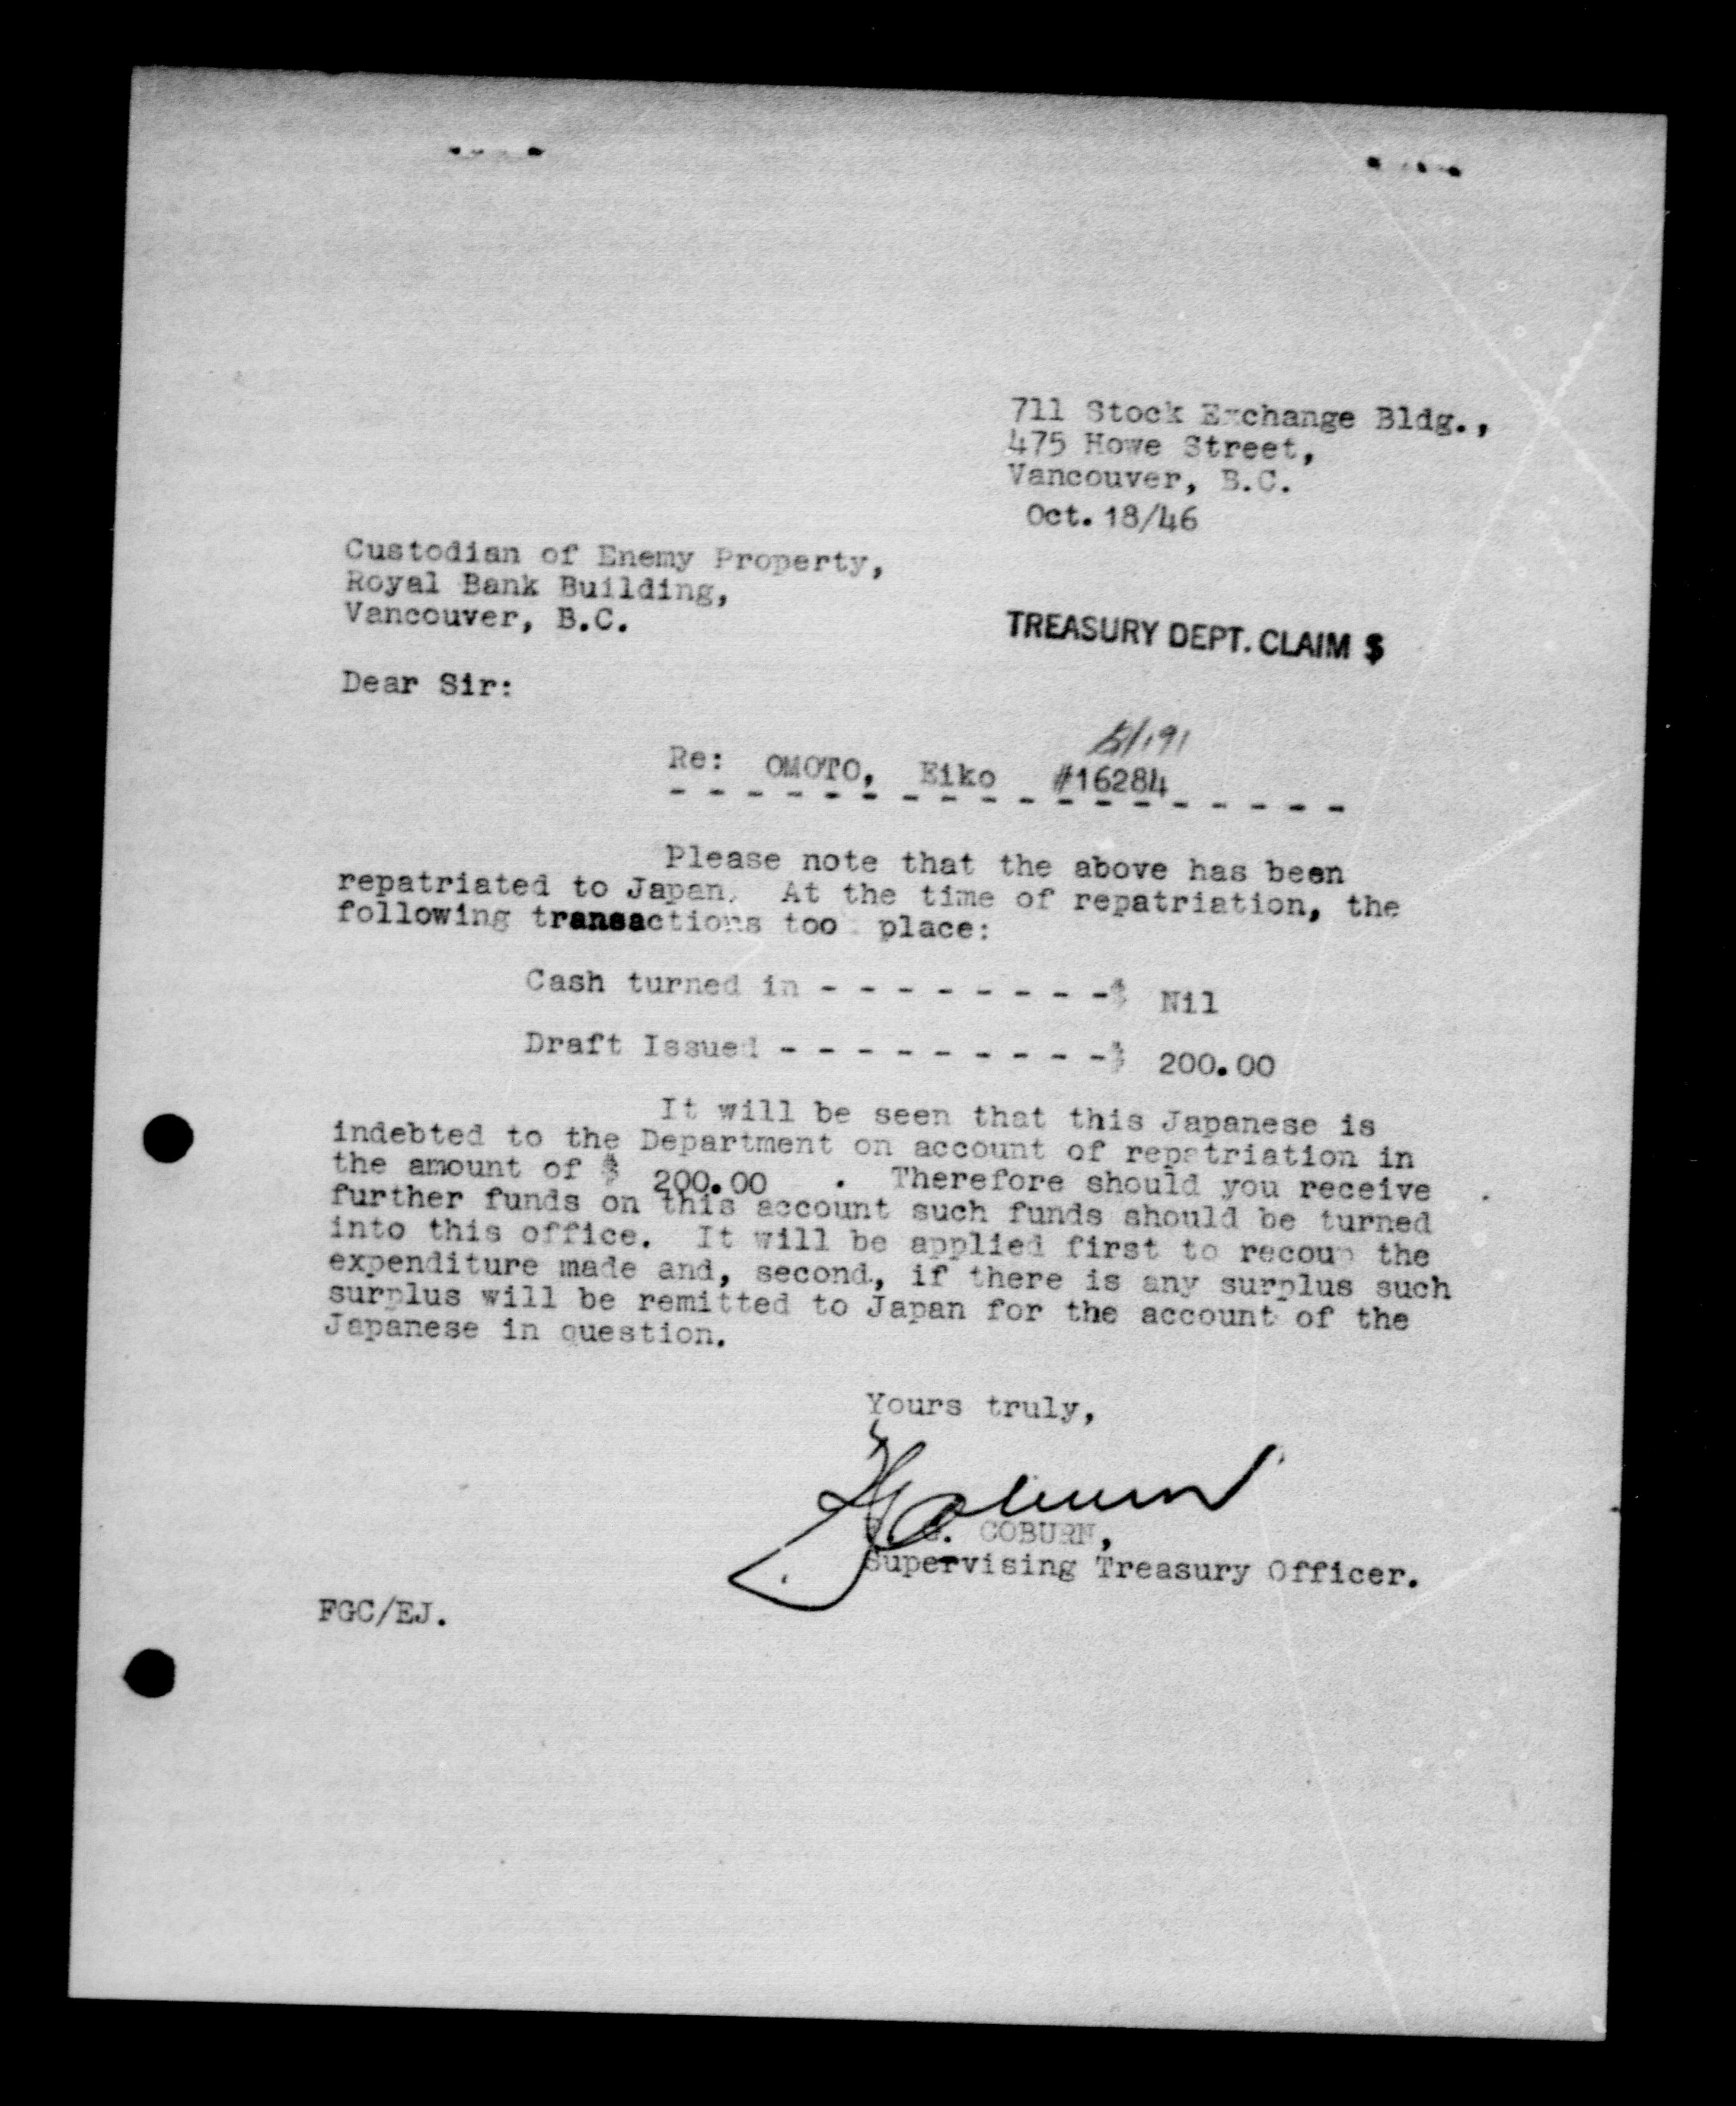 711 Stock Exchange Bldg.,
475 Howe Street,
Vancouver, B.C.
Oct. 18/46
Custodian of Enemy Property,
Royal Bank Building,
Vancouver, B.C.
TREASURY DEPT. CLAIM $
Dear Sir:
Re: OMOTO, Eiko #16284
Please note that the above has been
repatriated to Japan. At the time of repatriation, the
following transactions too place:
Cash turned in - - - - - - - -$ Nil
Draft Issued - - - - - - - - -$ 200.00
It will be seen that this Japanese is
indebted to the Department on account of repatriation in
the amount of $ 200.00 . Therefore should you receive
further funds on this account such funds should be turned
into this office. It will be applied first to recoup the
expenditure made and, second, if there is any surplus such
surplus will be remitted to Japan for the account of the
Japanese in question.
Yours truly,
F. G. COBURN,
Supervising Treasury Officer.
FGC/EJ.